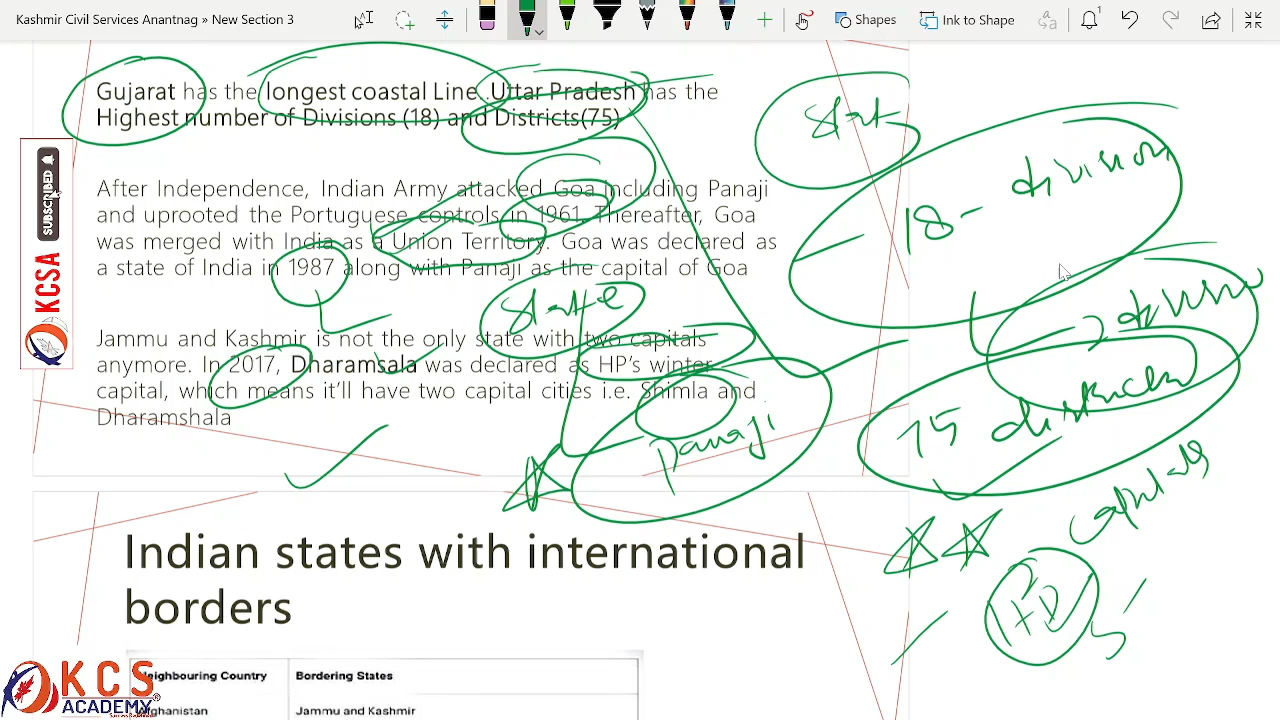 Kashmir Civil Services Anantnag » New Section 3
Shapes
Ink to Shape
Gujarat has the longest coastal Line .Uttar Pradesh has the
Highest number of Divisions (18) and Districts(75)
After Independence, Indian Army attacked Goa including Panaji
and uprooted the Portuguese controls in 1961. Thereafter, Goa
was merged with India as a Union Territory. Goa was declared as
a state of India in 1987 along with Panaji as the capital of Goa
Jammu and Kashmir is not the only state with two capitals
anymore. In 2017, Dharamsala was declared as HP's winter
capital, which means it'll have two capital cities i.e. Shimla and
Dharamshala
Indian states with international
borders
Neighbouring Country
Bordering States
Afghanistan
Jammu and Kashmir
18- division
75
State
Panaji
capitals
SUBSCRIBED
KCSA
KCS
ACADEMY